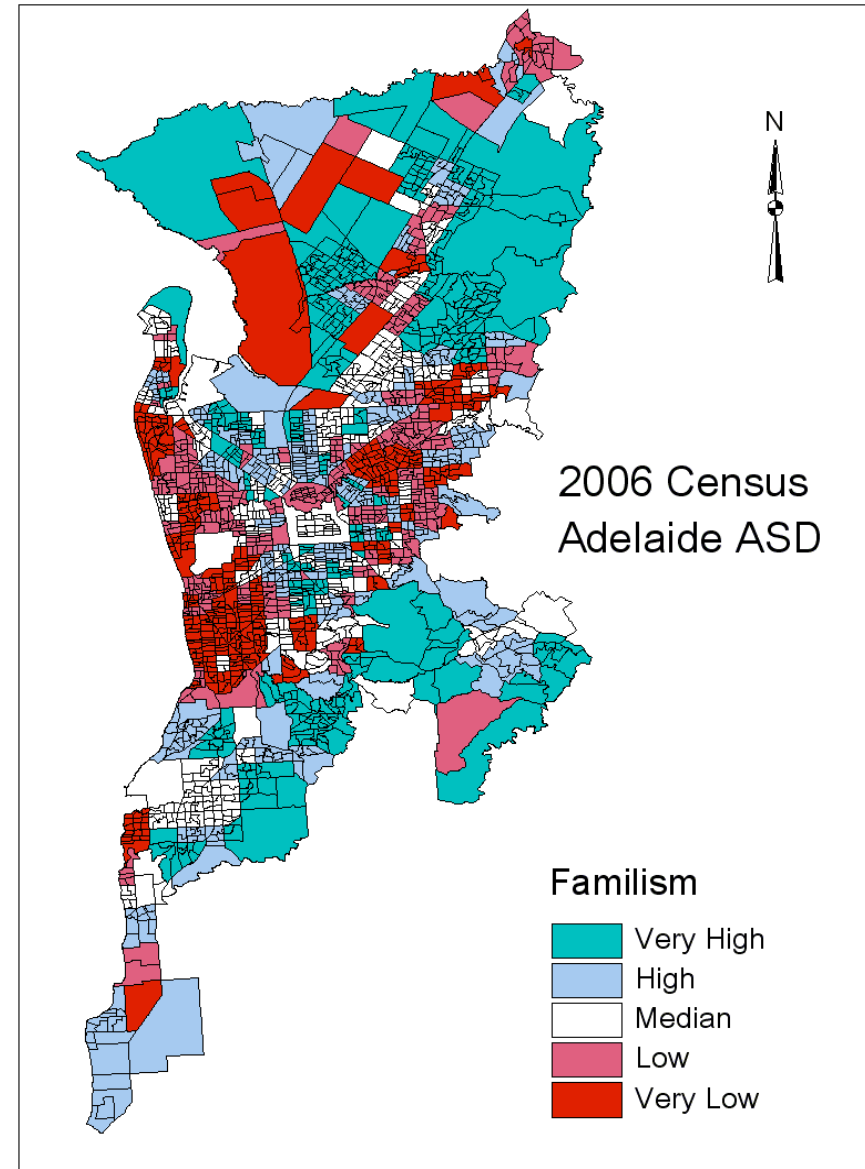 N
2006 Census
Adelaide ASD
Familism
Very High
High
Median
Low
Very Low